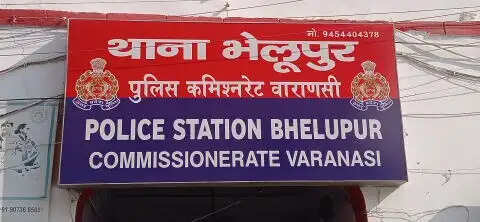 मो. 9454404378
थाना भेलूपुर
पुलिस कमिश्नरेट वाराणसी
POLICE STATION BHELUPUR
COMMISSIONERATE VARANASI